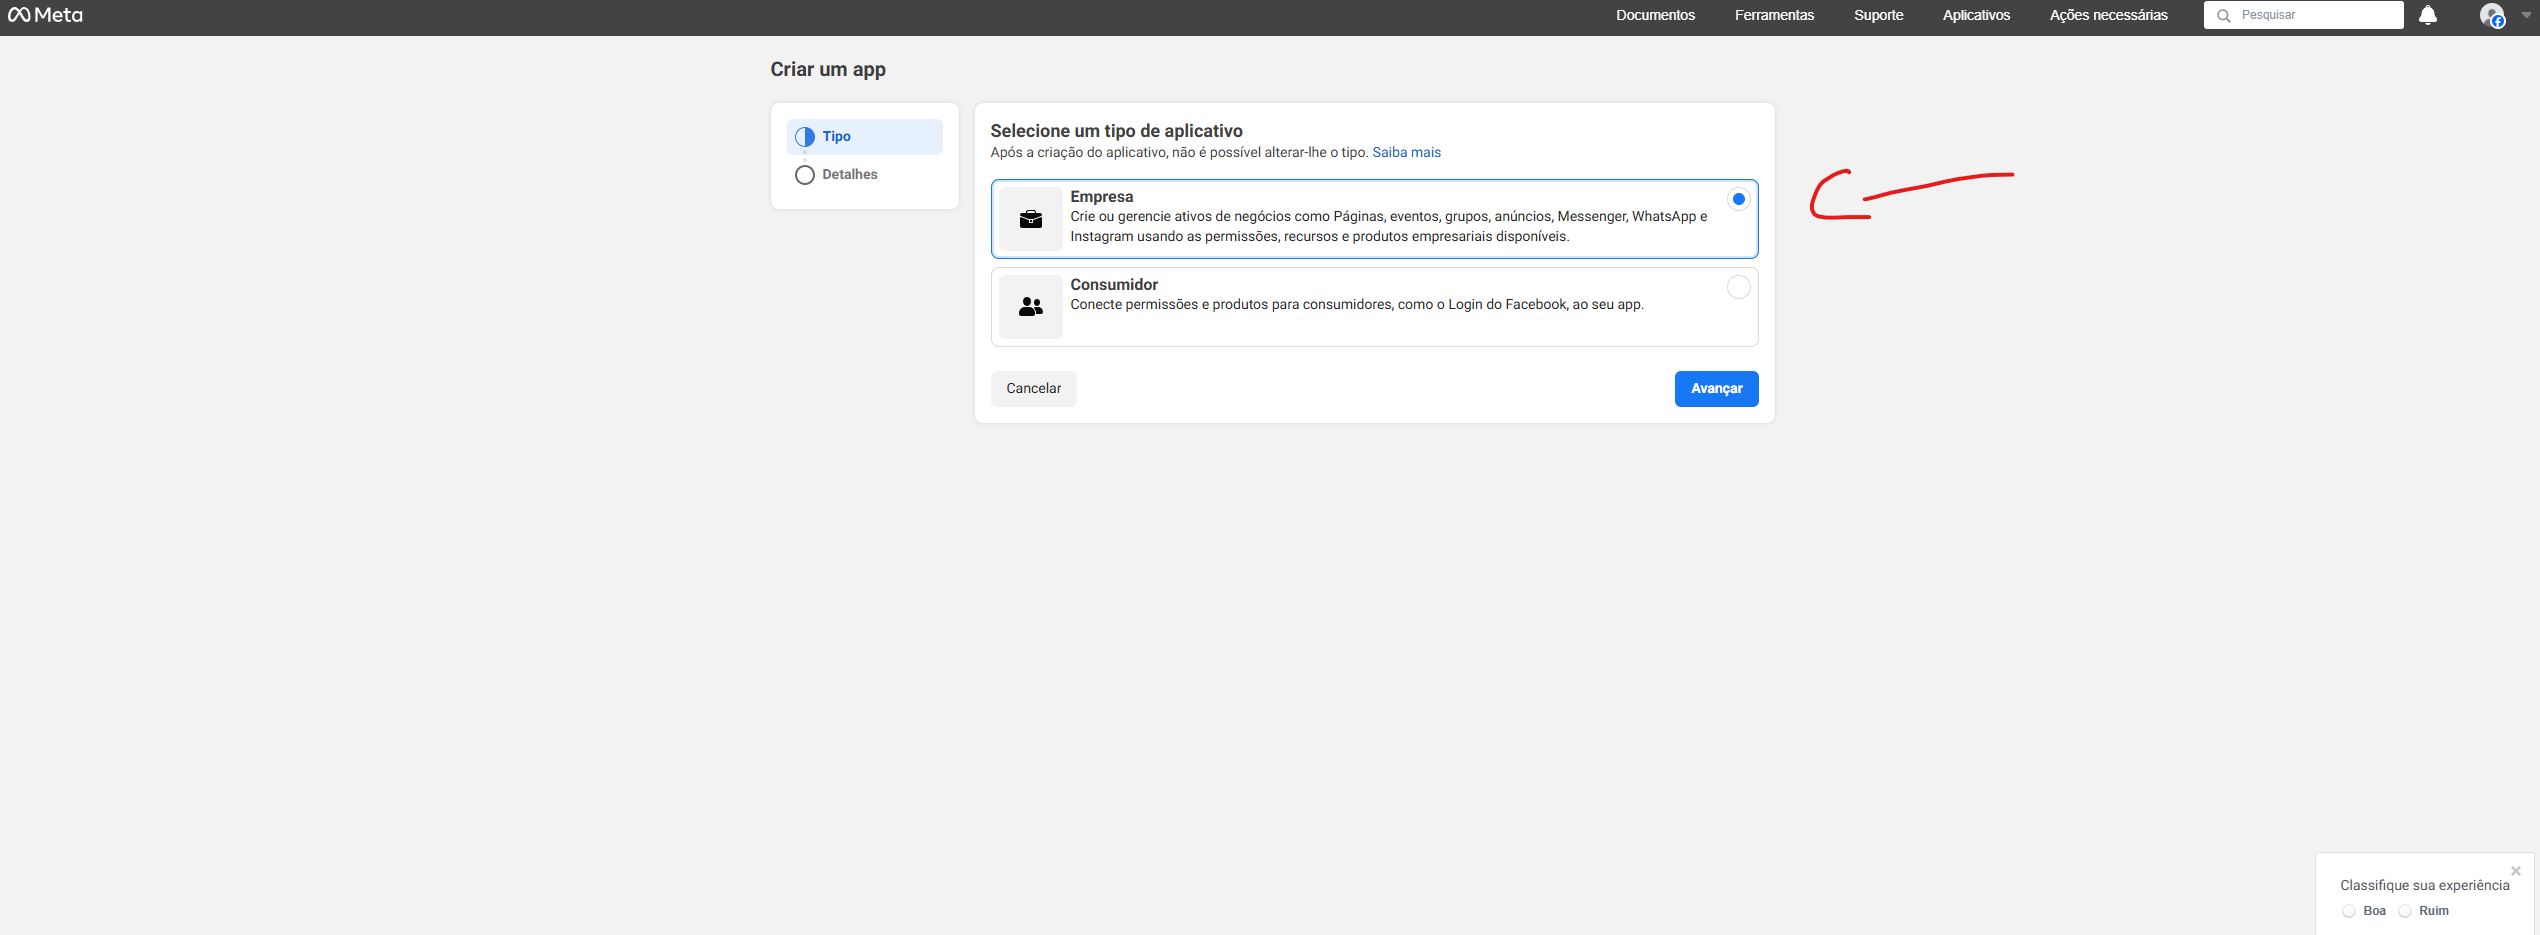 Meta
Documentos Ferramentas Suporte Aplicativos Ações necessárias Pesquisar
Criar um app
Tipo
Detalhes
Selecione um tipo de aplicativo
Após a criação do aplicativo, não é possível alterar-lhe o tipo. Saiba mais
Empresa
Crie ou gerencie ativos de negócios como Páginas, eventos, grupos, anúncios, Messenger, WhatsApp e
Instagram usando as permissões, recursos e produtos empresariais disponíveis.
Consumidor
Conecte permissões e produtos para consumidores, como o Login do Facebook, ao seu app.
Cancelar Avançar
Classifique sua experiência
Boa Ruim